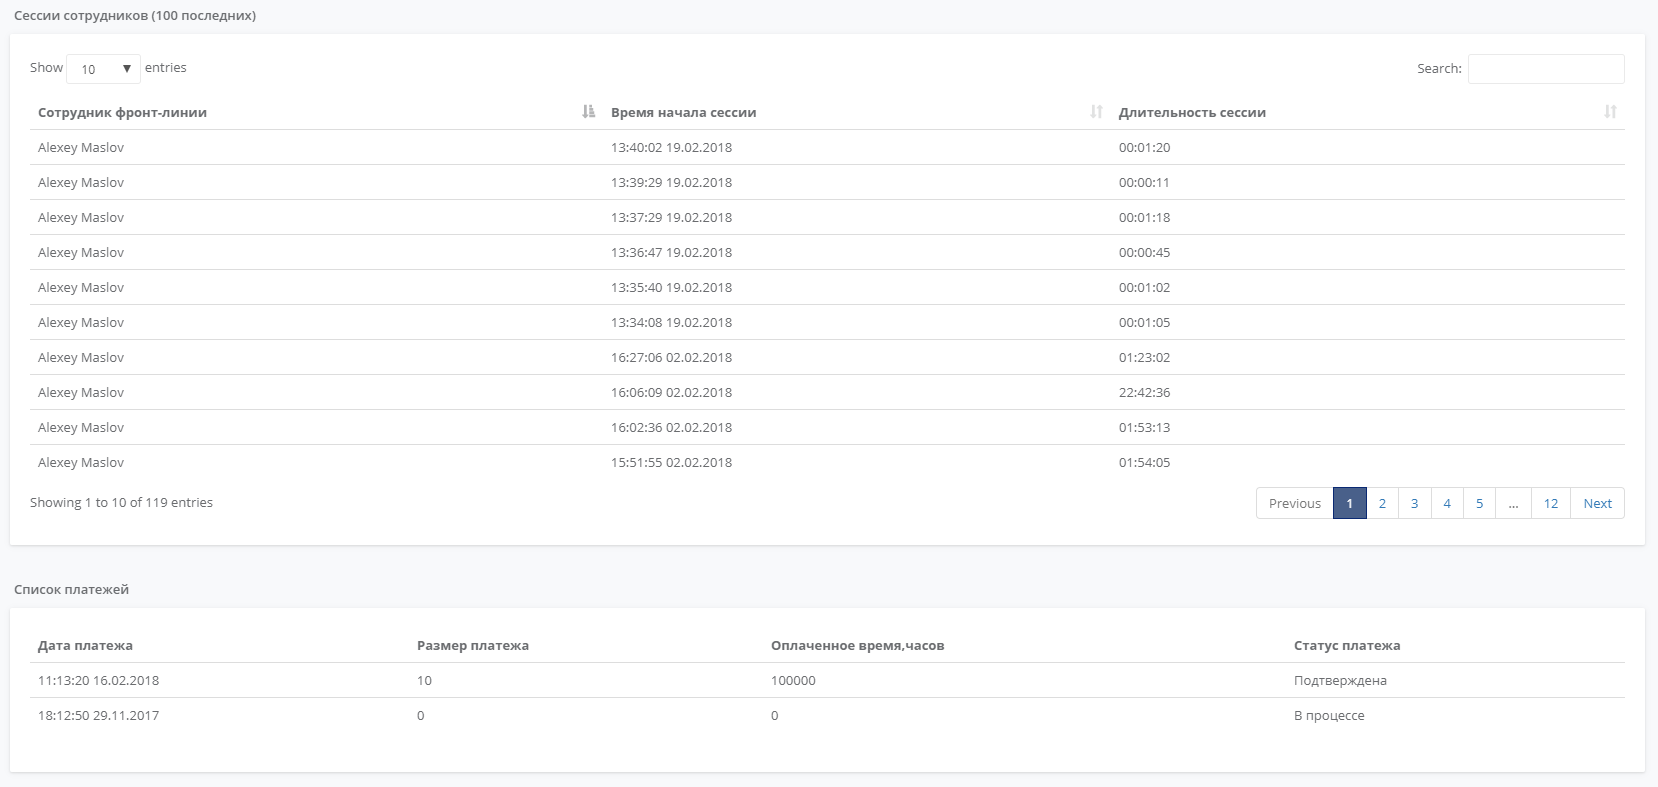 Сессии сотрудников (100 последних)
Show 10 ▼ entries Search:
Сотрудник фронт-линии Время начала сессии Длительность сессии
Alexey Maslov 13:40:02 19.02.2018 00:01:20
Alexey Maslov 13:39:29 19.02.2018 00:00:11
Alexey Maslov 13:37:29 19.02.2018 00:01:18
Alexey Maslov 13:36:47 19.02.2018 00:00:45
Alexey Maslov 13:35:40 19.02.2018 00:01:02
Alexey Maslov 13:34:08 19.02.2018 00:01:05
Alexey Maslov 16:27:06 02.02.2018 01:23:02
Alexey Maslov 16:06:09 02.02.2018 22:42:36
Alexey Maslov 16:02:36 02.02.2018 01:53:13
Alexey Maslov 15:51:55 02.02.2018 01:54:05
Showing 1 to 10 of 119 entries Previous 1 2 3 4 5 ... 12 Next
Список платежей
Дата платежа Размер платежа Оплаченное время,часов Статус платежа
11:13:20 16.02.2018 10 100000 Подтверждена
18:12:50 29.11.2017 0 0 В процессе